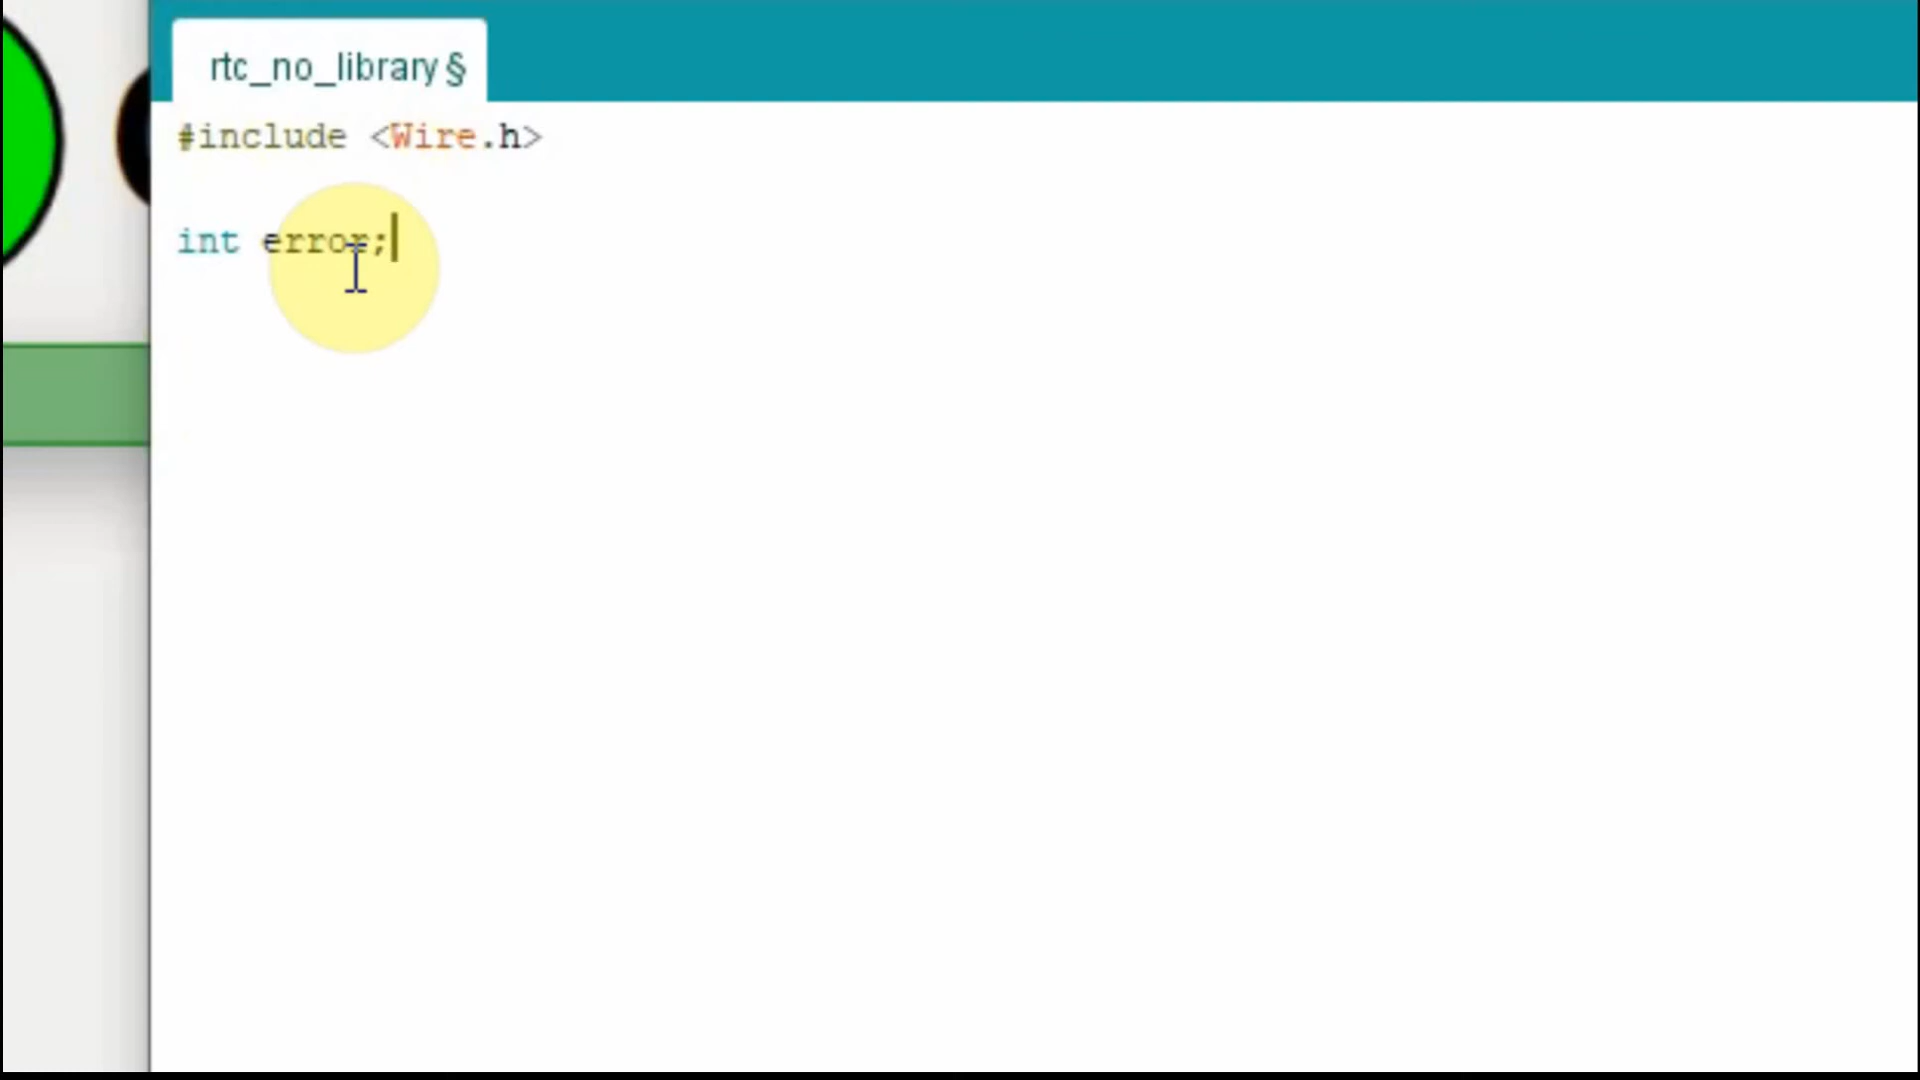 rtc_no_library §
#include <Wire.h>
int error;